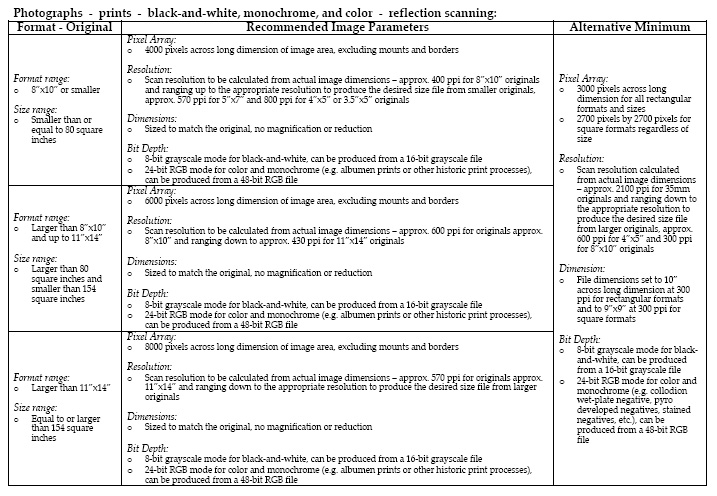 Photographs - prints - black-and-white, monochrome, and color - reflection scanning:
Format - Original
Recommended Image Parameters
Alternative Minimum
Format range:
o 8”x10” or smaller
Size range:
o Smaller than or
equal to 80 square
inches
Pixel Array:
o 4000 pixels across long dimension of image area, excluding mounts and borders
Resolution:
o Scan resolution to be calculated from actual image dimensions – approx. 400 ppi for 8”x10” originals
and ranging up to the appropriate resolution to produce the desired size file from smaller originals,
approx. 570 ppi for 5”x7” and 800 ppi for 4”x5” or 3.5”x5” originals
Dimensions:
o Sized to match the original, no magnification or reduction
Bit Depth:
o 8-bit grayscale mode for black-and-white, can be produced from a 16-bit grayscale file
o 24-bit RGB mode for color and monochrome (e.g. albumen prints or other historic print processes),
can be produced from a 48-bit RGB file
Format range:
o Larger than 8”x10”
and up to 11”x14”
Size range:
o Larger than 80
square inches and
smaller than 154
square inches
Pixel Array:
o 6000 pixels across long dimension of image area, excluding mounts and borders
Resolution:
o Scan resolution to be calculated from actual image dimensions – approx. 600 ppi for originals approx.
8”x10” and ranging down to approx. 430 ppi for 11”x14” originals
Dimensions:
o Sized to match the original, no magnification or reduction
Bit Depth:
o 8-bit grayscale mode for black-and-white, can be produced from a 16-bit grayscale file
o 24-bit RGB mode for color and monochrome (e.g. albumen prints or other historic print processes),
can be produced from a 48-bit RGB file
Format range:
o Larger than 11”x14”
Size range:
o Equal to or larger
than 154 square
inches
Pixel Array:
o 8000 pixels across long dimension of image area, excluding mounts and borders
Resolution:
o Scan resolution to be calculated from actual image dimensions – approx. 570 ppi for originals approx.
11”x14” and ranging down to the appropriate resolution to produce the desired size file from larger
originals
Dimensions:
o Sized to match the original, no magnification or reduction
Bit Depth:
o 8-bit grayscale mode for black-and-white, can be produced from a 16-bit grayscale file
o 24-bit RGB mode for color and monochrome (e.g. albumen prints or other historic print processes),
can be produced from a 48-bit RGB file
Pixel Array:
o 3000 pixels across long
dimension for all rectangular
formats and sizes
o 2700 pixels by 2700 pixels for
square formats regardless of
size
Resolution:
o Scan resolution calculated
from actual image dimensions
– approx. 2100 ppi for 35mm
originals and ranging down to
the appropriate resolution to
produce the desired size file
from larger originals, approx.
600 ppi for 4”x5” and 300 ppi
for 8”x10” originals
Dimension:
o File dimensions set to 10”
across long dimension at 300
ppi for rectangular formats
and to 9”x9” at 300 ppi for
square formats
Bit Depth:
o 8-bit grayscale mode for black-
and-white, can be produced
from a 16-bit grayscale file
o 24-bit RGB mode for color and
monochrome (e.g. collodion
wet-plate negative, pyro
developed negatives, stained
negatives, etc.), can be
produced from a 48-bit RGB
file